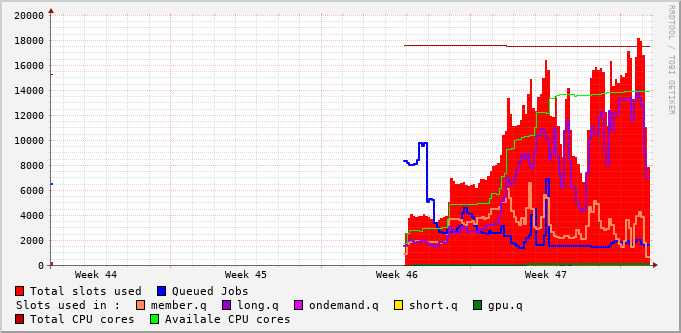 20000
18000
16000
14000
12000
10000
8000
6000
4000
2000
0
Week 44 Week 45 Week 46 Week 47
RRDTOOL / TOBI OETIKER
Total slots used Queued Jobs
Slots used in : member.q long.q ondemand.q short.q gpu.q
Total CPU cores Availale CPU cores